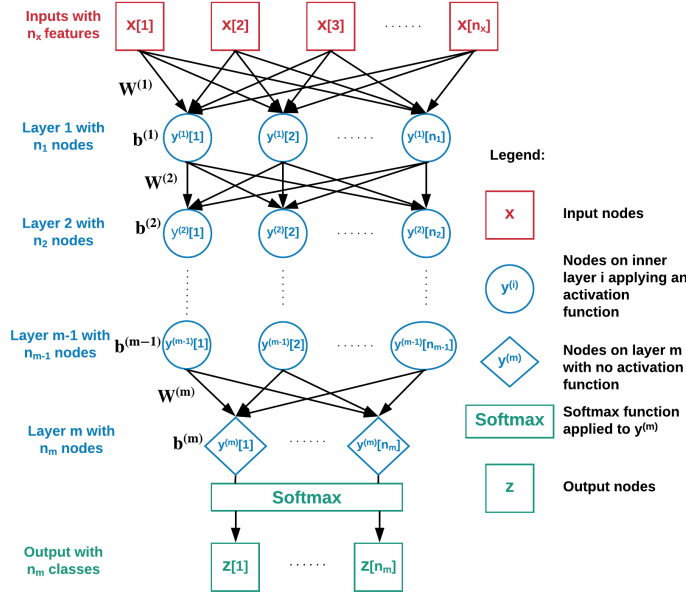 Inputs with
nₓ features
x[1] x[2] x[3] ...... x[nₓ]
W⁽¹⁾
Layer 1 with
n₁ nodes
b⁽¹⁾
y⁽¹⁾[1] y⁽¹⁾[2] ...... y⁽¹⁾[n₁]
W⁽²⁾
Layer 2 with
n₂ nodes
b⁽²⁾
y⁽²⁾[1] y⁽²⁾[2] ...... y⁽²⁾[n₂]
Layer m-1 with
nₘ₋₁ nodes
b⁽ᵐ⁻¹⁾
y⁽ᵐ⁻¹⁾[1] y⁽ᵐ⁻¹⁾[2] ...... y⁽ᵐ⁻¹⁾[nₘ₋₁]
W⁽ᵐ⁾
Layer m with
nₘ nodes
b⁽ᵐ⁾
y⁽ᵐ⁾[1] ...... y⁽ᵐ⁾[nₘ]
Softmax
Output with
nₘ classes
z[1] ...... z[nₘ]
Legend:
x
Input nodes
y⁽ⁱ⁾
Nodes on inner
layer i applying an
activation
function
y⁽ᵐ⁾
Nodes on layer m
with no activation
function
Softmax
Softmax function
applied to y⁽ᵐ⁾
z
Output nodes